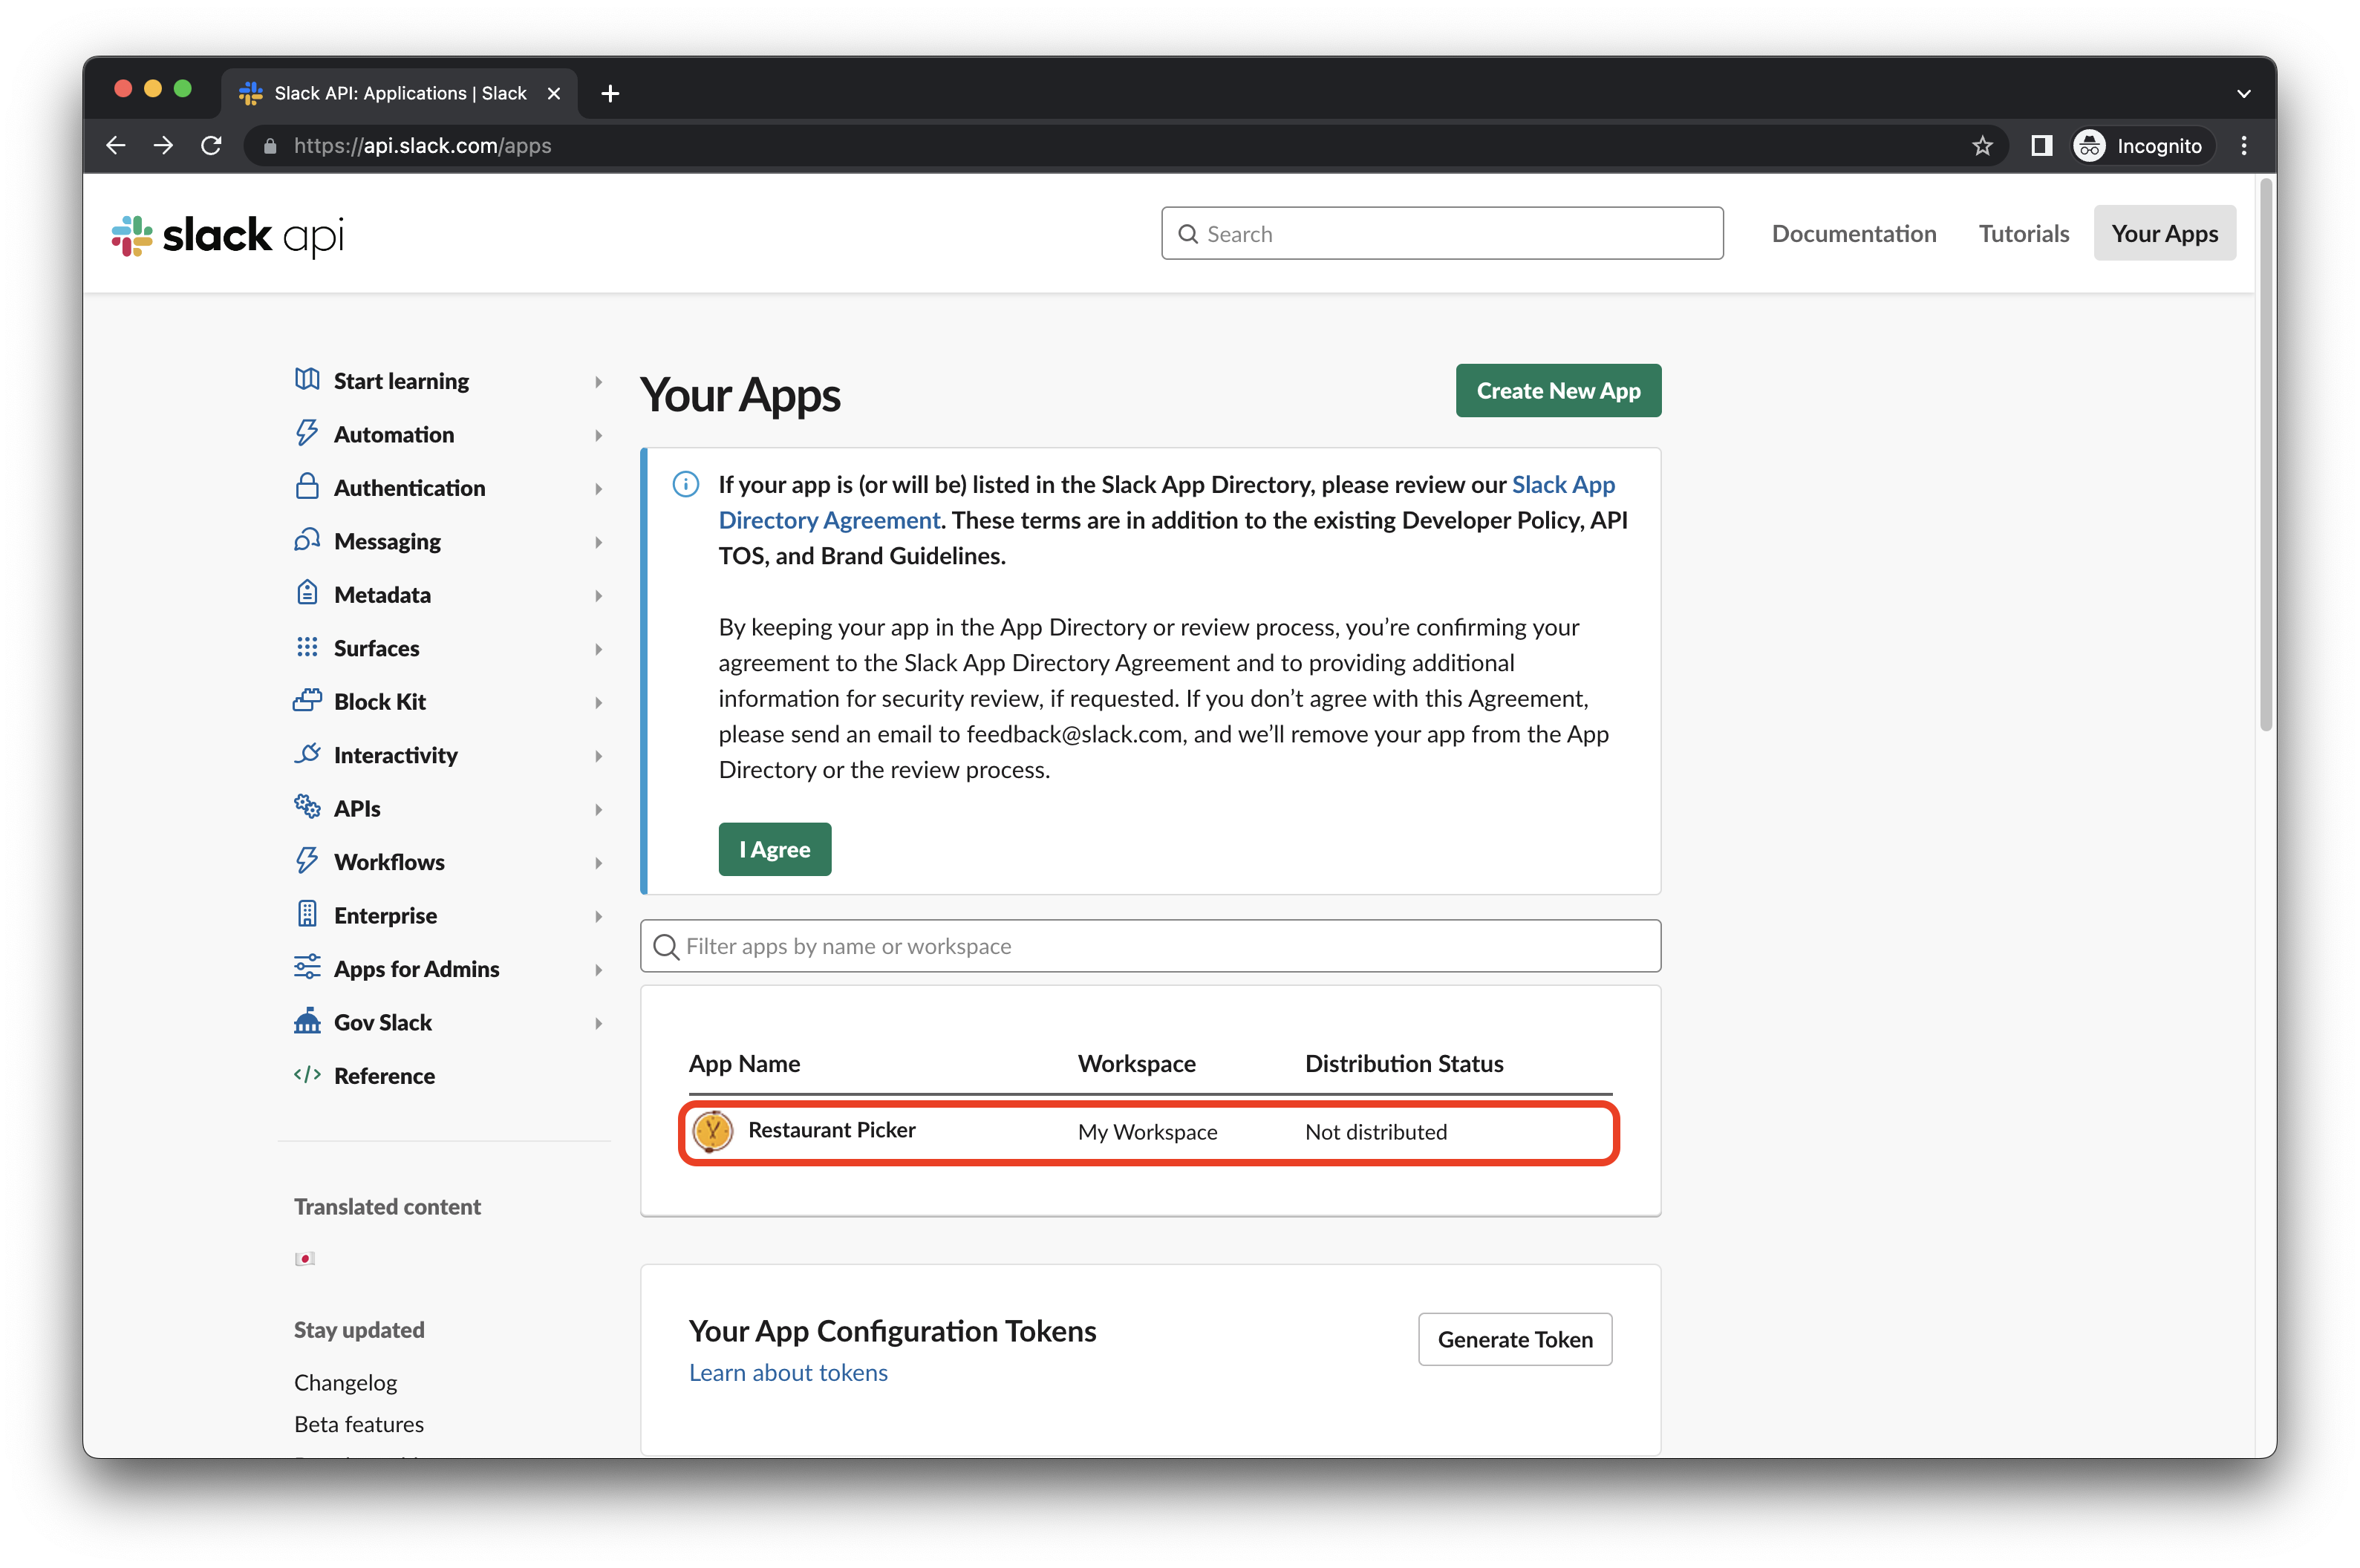 Slack API: Applications | Slack
https://api.slack.com/apps
Incognito
slack api
Search
Documentation
Tutorials
Your Apps
Start learning
Automation
Authentication
Messaging
Metadata
Surfaces
Block Kit
Interactivity
APIs
Workflows
Enterprise
Apps for Admins
Gov Slack
Reference
Translated content
Stay updated
Changelog
Beta features
Your Apps
Create New App
If your app is (or will be) listed in the Slack App Directory, please review our Slack App
Directory Agreement. These terms are in addition to the existing Developer Policy, API
TOS, and Brand Guidelines.
By keeping your app in the App Directory or review process, you’re confirming your
agreement to the Slack App Directory Agreement and to providing additional
information for security review, if requested. If you don’t agree with this Agreement,
please send an email to feedback@slack.com, and we’ll remove your app from the App
Directory or the review process.
I Agree
Filter apps by name or workspace
App Name Workspace Distribution Status
Restaurant Picker My Workspace Not distributed
Your App Configuration Tokens
Generate Token
Learn about tokens